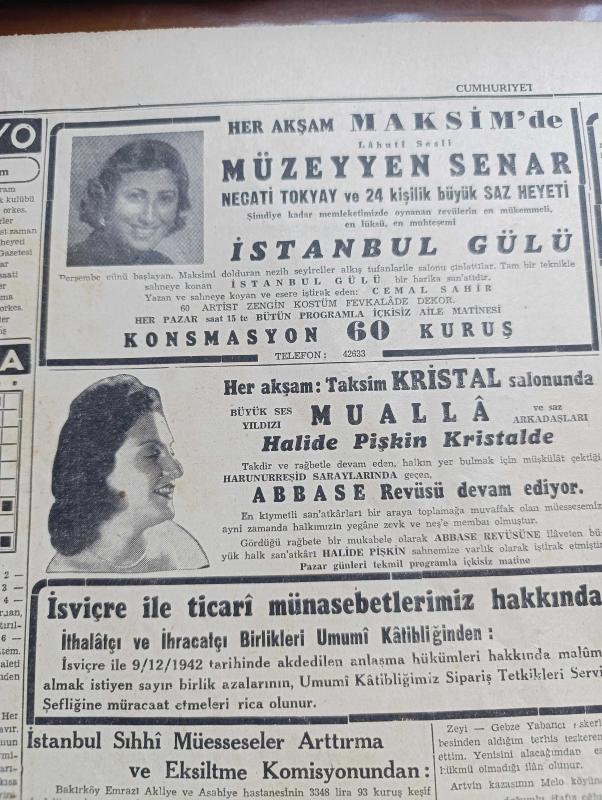 CUMHURİYET
HER AKŞAM MAKSİM'de
Lâhuti Sesli
MÜZEYYEN SENAR
NECATİ TOKYAY ve 24 kişilik büyük SAZ HEYETİ
Şimdiye kadar memleketimizde oynanan revülerin en mükemmeli,
en lüksü, en muhteşemi
İSTANBUL GÜLÜ
Perşembe günü başlayan. Maksimi dolduran nezih seyirciler alkış tufanlarile salonu çınlattılar. Tam bir teknikle
sahneye konan İSTANBUL GÜLÜ bir harika san'atidir.
Yazan ve sahneye koyan ve esere iştirak eden: CEMAL SAHİR
60 ARTİST ZENGİN KOSTÜM FEVKALÂDE DEKOR.
HER PAZAR saat 15 te BÜTÜN PROGRAMLA İÇKİSİZ AİLE MATİNESİ
KONSMASYON 60 KURUŞ
TELEFON: 42633
Her akşam: Taksim KRİSTAL salonunda
BÜYÜK SES YILDIZI MUALLÂ ve saz ARKADAŞLARI
Halide Pişkin Kristalde
Takdir ve rağbetle devam eden, halkın yer bulmak için müşkülât çektiği
HARUNURREŞİD SARAYLARINDA geçen,
ABBASE Revüsü devam ediyor.
En kıymetli san'atkârları bir araya toplamağa muvaffak olan müessesemiz
ayni zamanda halkımızın yegâne zevk ve neş'e membaı olmuştur.
Gördüğü rağbete bir mukabele olarak ABBASE REVÜSÜNE ilâveten bü-
yük halk san'atkârı HALİDE PİŞKİN sahnemize varlık olarak iştirak etmiştir
Pazar günleri tekmil programla içkisiz matine
İsviçre ile ticarî münasebetlerimiz hakkında
İthalâtçı ve İhracatçı Birlikleri Umumî Kâtibliğinden:
İsviçre ile 9/12/1942 tarihinde akdedilen anlaşma hükümleri hakkında malûm
almak istiyen sayın birlik azalarının, Umumî Kâtibliğimiz Sipariş Tetkikleri Servi
Şefliğine müracaat etmeleri rica olunur.
İstanbul Sıhhî Müesseseler Arttırma
ve Eksiltme Komisyonundan:
Bakırköy Emrazı Akliye ve Asabiye hastanesinin 3348 lira 93 kuruş keşif
Zeyi - Gebze Yabancı askerl
besinden aldığım terhis tezkeren
ettim. Yenisini alacağımdan es
hükmü olmadığı ilân olunur.
Artvin kazasının Melo köyün